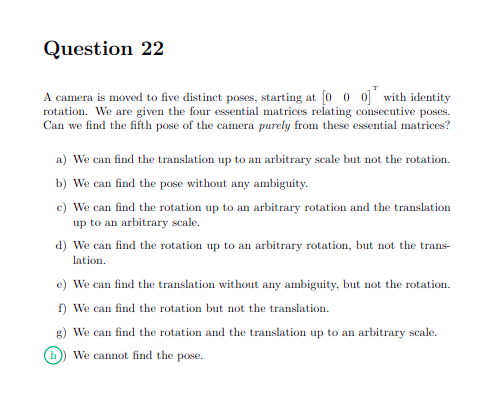 Question 22
A camera is moved to five distinct poses, starting at [0 0 0]⊤ with identity
rotation. We are given the four essential matrices relating consecutive poses.
Can we find the fifth pose of the camera purely from these essential matrices?
a) We can find the translation up to an arbitrary scale but not the rotation.
b) We can find the pose without any ambiguity.
c) We can find the rotation up to an arbitrary rotation and the translation
up to an arbitrary scale.
d) We can find the rotation up to an arbitrary rotation, but not the trans-
lation.
e) We can find the translation without any ambiguity, but not the rotation.
f) We can find the rotation but not the translation.
g) We can find the rotation and the translation up to an arbitrary scale.
h) We cannot find the pose.